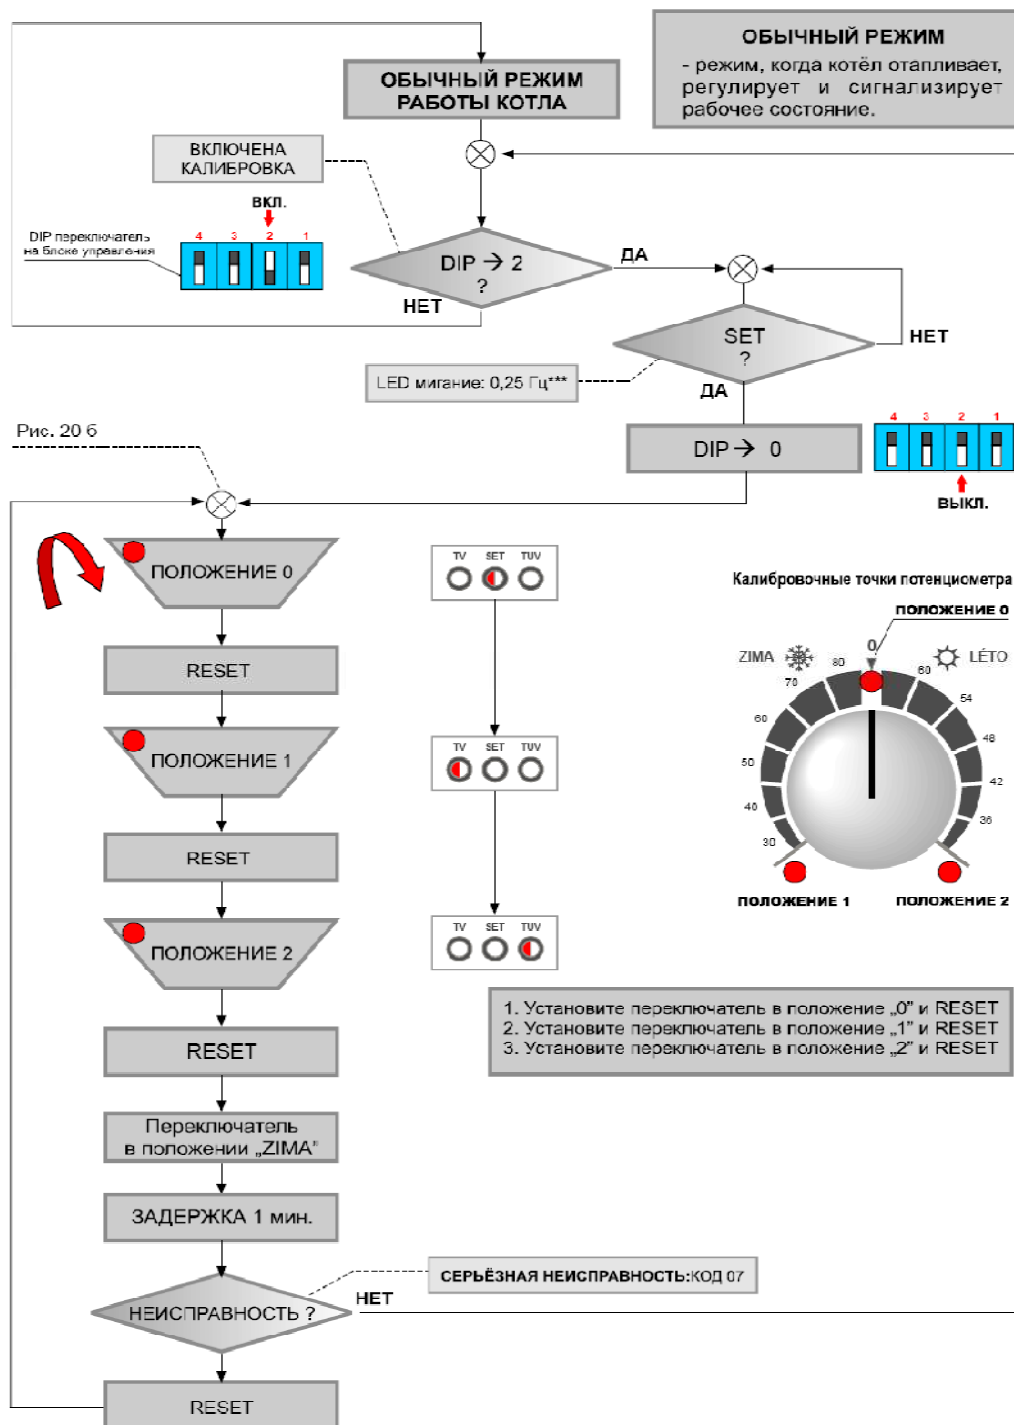 ОБЫЧНЫЙ РЕЖИМ
РАБОТЫ КОТЛА
ОБЫЧНЫЙ РЕЖИМ
- режим, когда котёл отапливает,
регулирует и сигнализирует
рабочее состояние.
ВКЛЮЧЕНА
КАЛИБРОВКА
ВКЛ.
DIP переключатель
на блоке управления
4 3 2 1
DIP → 2
?
ДА
НЕТ
SET
?
НЕТ
ДА
LED мигание: 0,25 Гц***
DIP → 0
4 3 2 1
ВЫКЛ.
Рис. 20 б
ПОЛОЖЕНИЕ 0
TV SET TUV
RESET
ПОЛОЖЕНИЕ 1
TV SET TUV
RESET
ПОЛОЖЕНИЕ 2
TV SET TUV
RESET
Калибровочные точки потенциометра
ПОЛОЖЕНИЕ 0
ZIMA
0
LÉTO
80
70
60
50
40
30
60
54
48
42
36
ПОЛОЖЕНИЕ 1
ПОЛОЖЕНИЕ 2
1. Установите переключатель в положение „0” и RESET
2. Установите переключатель в положение „1” и RESET
3. Установите переключатель в положение „2” и RESET
Переключатель
в положении „ZIMA”
ЗАДЕРЖКА 1 мин.
СЕРЬЁЗНАЯ НЕИСПРАВНОСТЬ:КОД 07
НЕИСПРАВНОСТЬ ?
НЕТ
RESET